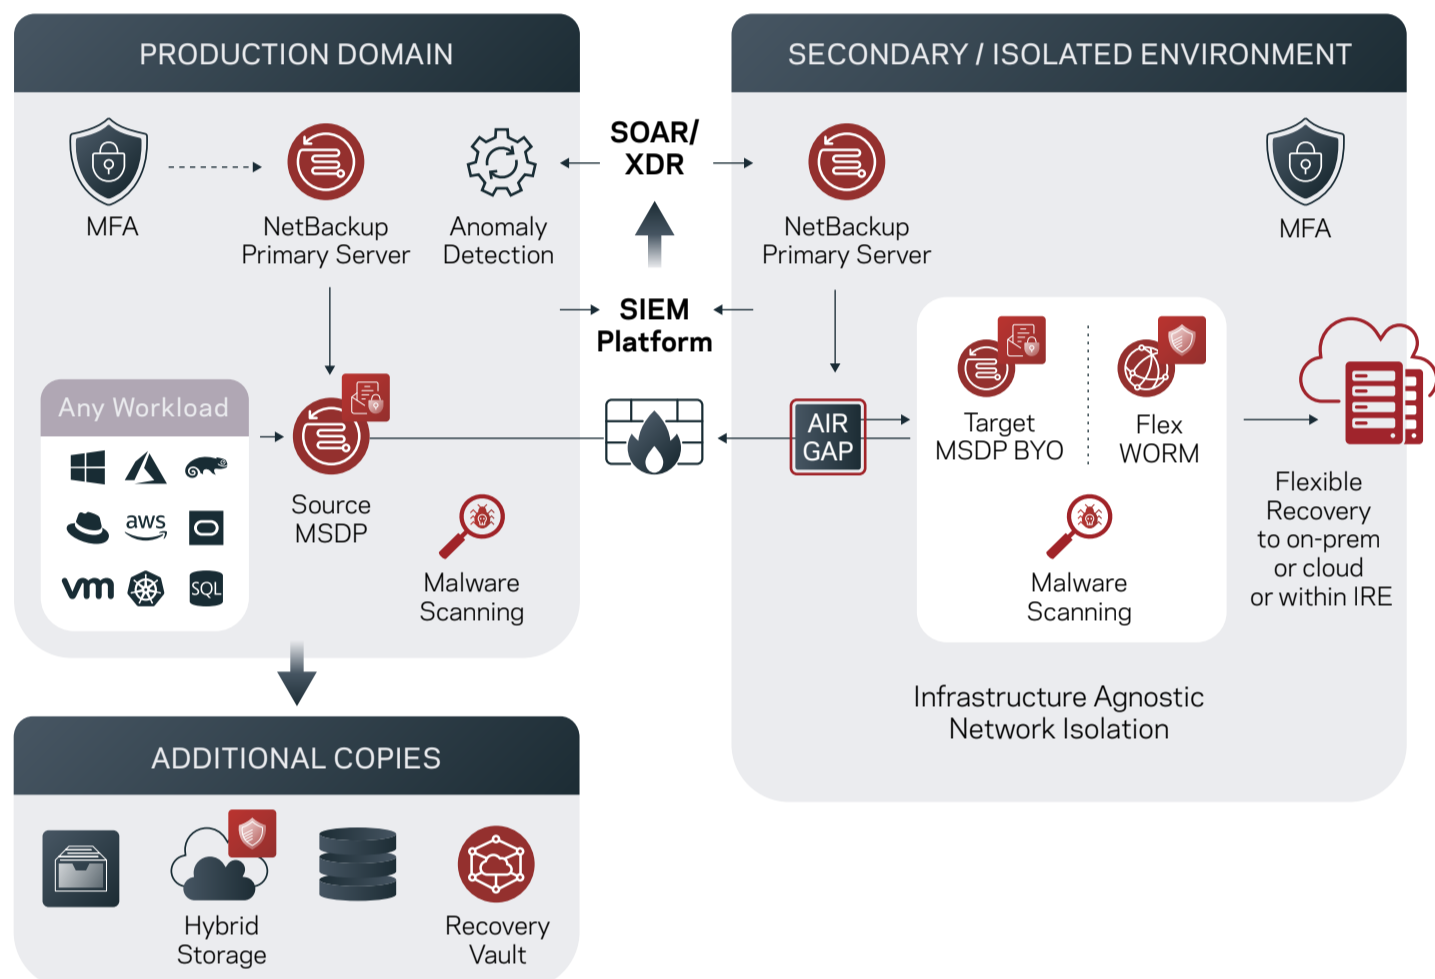 PRODUCTION DOMAIN
MFA
NetBackup
Primary Server
Anomaly
Detection
SOAR/
XDR
SIEM
Platform
Any Workload
aws
vm
SQL
Source
MSDP
Malware
Scanning
SECONDARY / ISOLATED ENVIRONMENT
NetBackup
Primary Server
MFA
AIR
GAP
Target
MSDP BYO
Flex
WORM
Malware
Scanning
Flexible
Recovery
to on-prem
or cloud
or within IRE
Infrastructure Agnostic
Network Isolation
ADDITIONAL COPIES
Hybrid
Storage
Recovery
Vault